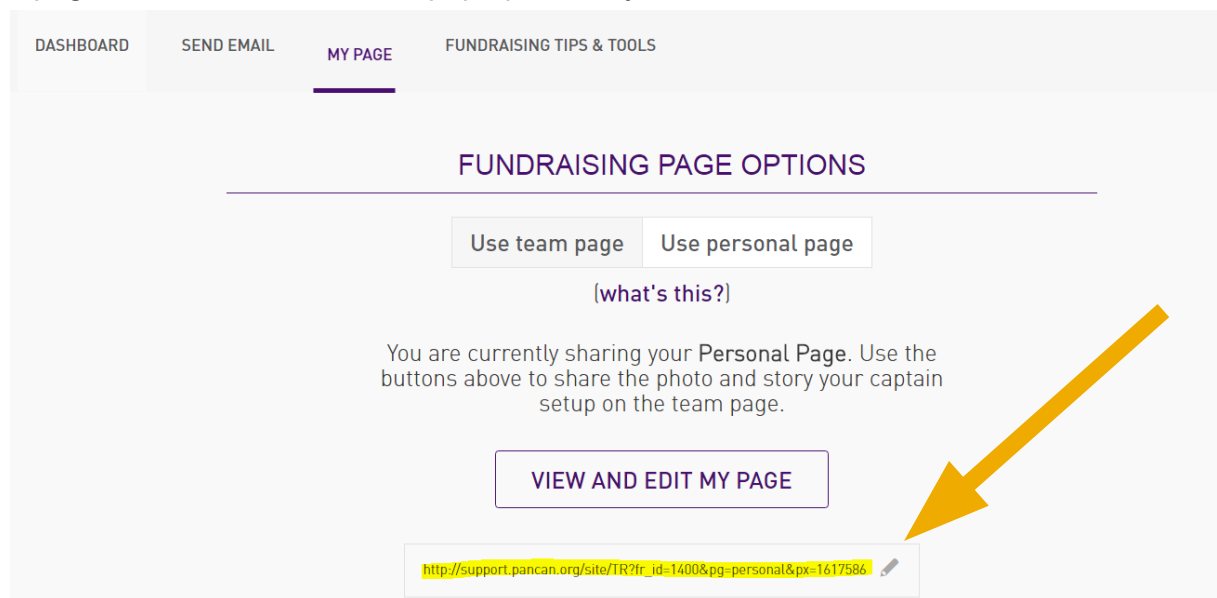 DASHBOARD SEND EMAIL MY PAGE FUNDRAISING TIPS & TOOLS
FUNDRAISING PAGE OPTIONS
Use team page Use personal page
(what's this?)
You are currently sharing your Personal Page. Use the
buttons above to share the photo and story your captain
setup on the team page.
VIEW AND EDIT MY PAGE
http://support.pancan.org/site/TR?fr_id=1400&pg=personal&px=1617586